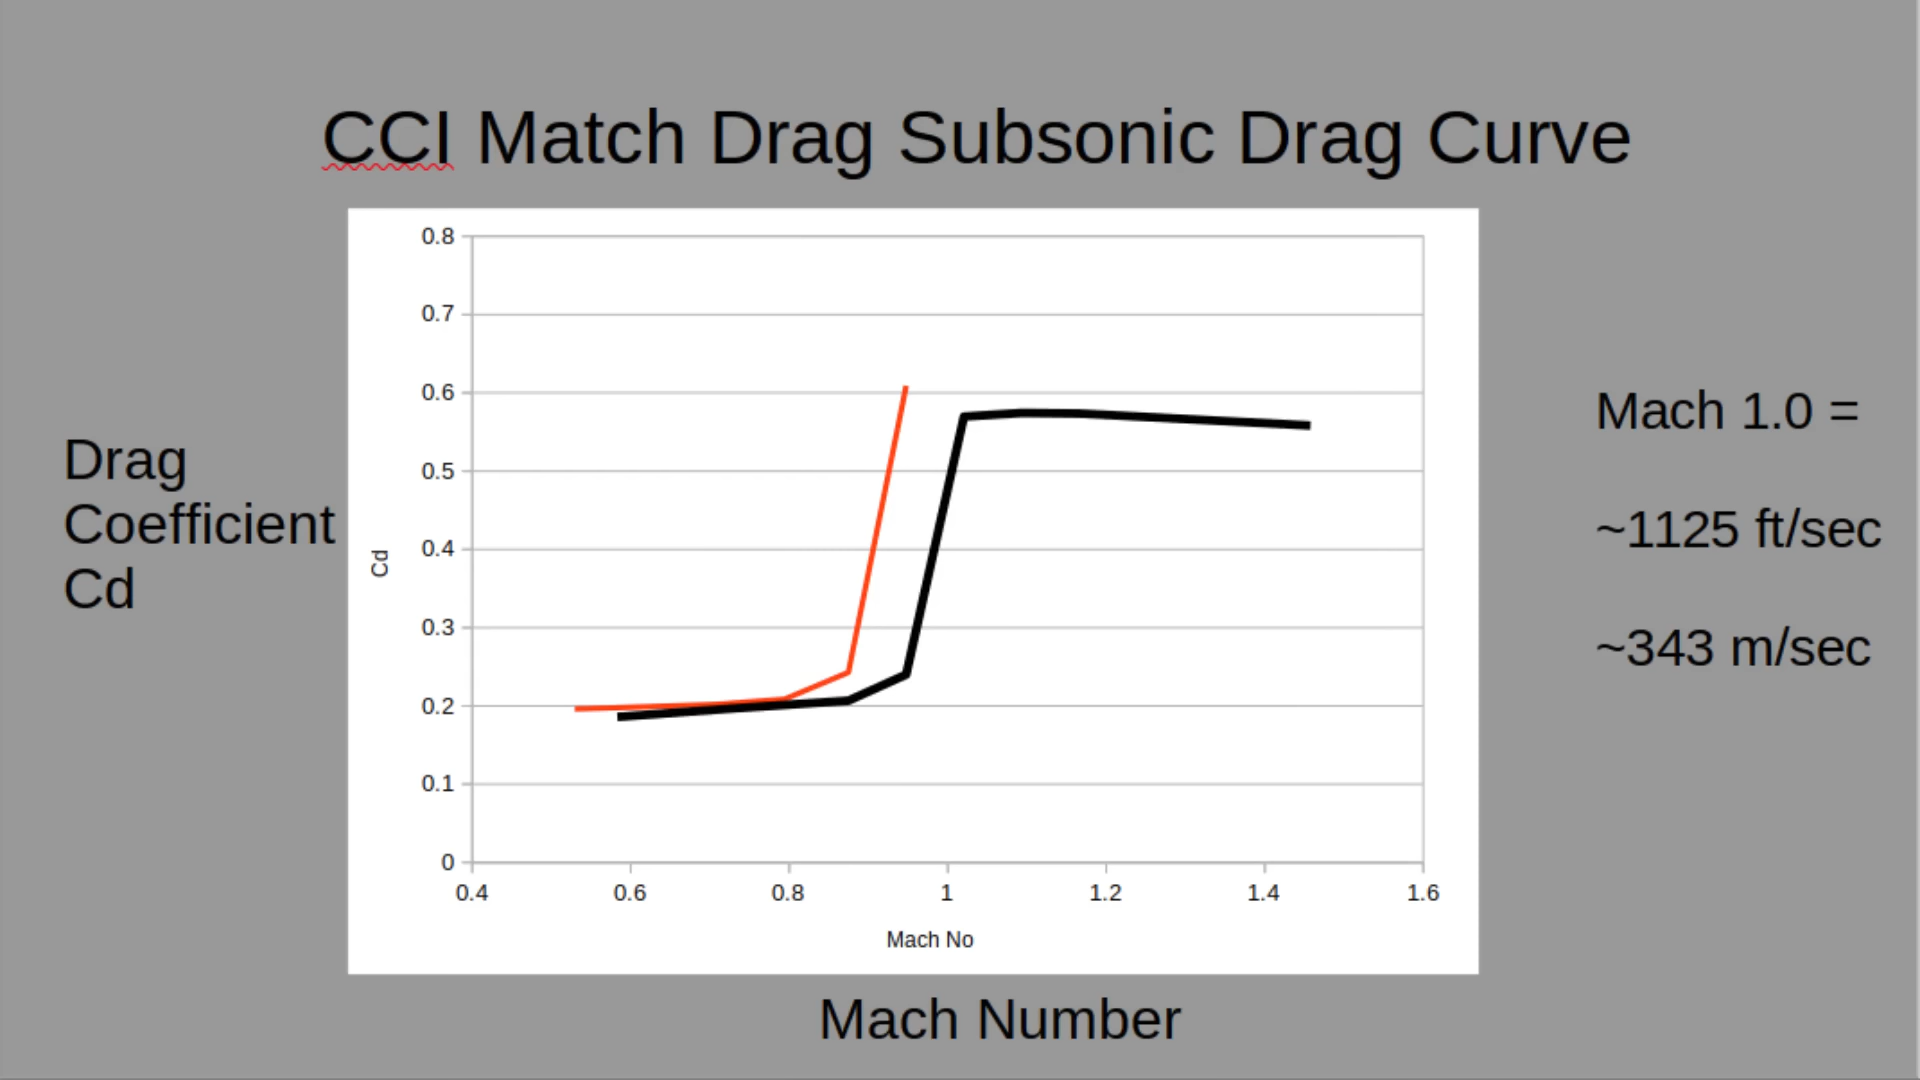 CCI Match Drag Subsonic Drag Curve
Drag
Coefficient
Cd
Cd
0.8
0.7
0.6
0.5
0.4
0.3
0.2
0.1
0
0.4 0.6 0.8 1 1.2 1.4 1.6
Mach No
Mach 1.0 =
~1125 ft/sec
~343 m/sec
Mach Number